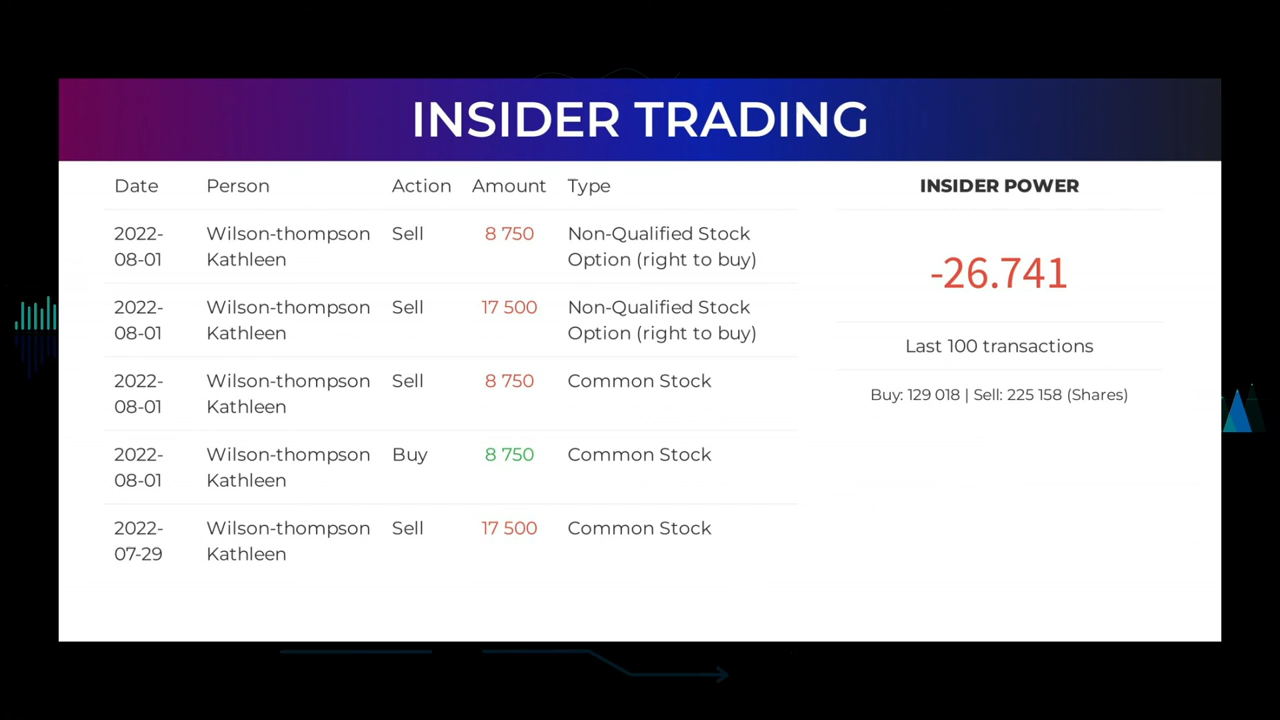 INSIDER TRADING
Date Person Action Amount Type
2022- Wilson-thompson Sell 8 750 Non-Qualified Stock
08-01 Kathleen Option (right to buy)
2022- Wilson-thompson Sell 17 500 Non-Qualified Stock
08-01 Kathleen Option (right to buy)
2022- Wilson-thompson Sell 8 750 Common Stock
08-01 Kathleen
2022- Wilson-thompson Buy 8 750 Common Stock
08-01 Kathleen
2022- Wilson-thompson Sell 17 500 Common Stock
07-29 Kathleen
INSIDER POWER
-26.741
Last 100 transactions
Buy: 129 018 | Sell: 225 158 (Shares)